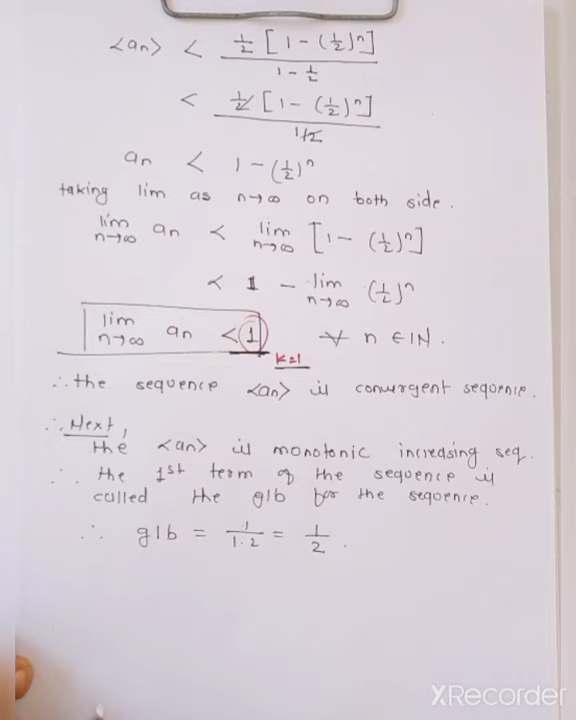 <an> < 1/2 [1 - (1/2)^n] / 1 - 1/2
< 1/2 [1 - (1/2)^n] / 1/2
an < 1 - (1/2)^n
taking lim as n→∞ on both side.
lim n→∞ an < lim n→∞ [1 - (1/2)^n]
< 1 - lim n→∞ (1/2)^n
lim n→∞ an < 1 ∀ n ∈ IN.
k=1
∴ the sequence <an> is convergent sequence.
∴ Next,
the <an> is monotonic increasing seq.
∴ the 1st term of the sequence is
called the glb for the sequence.
∴ glb = 1/1.2 = 1/2.
XRecorder